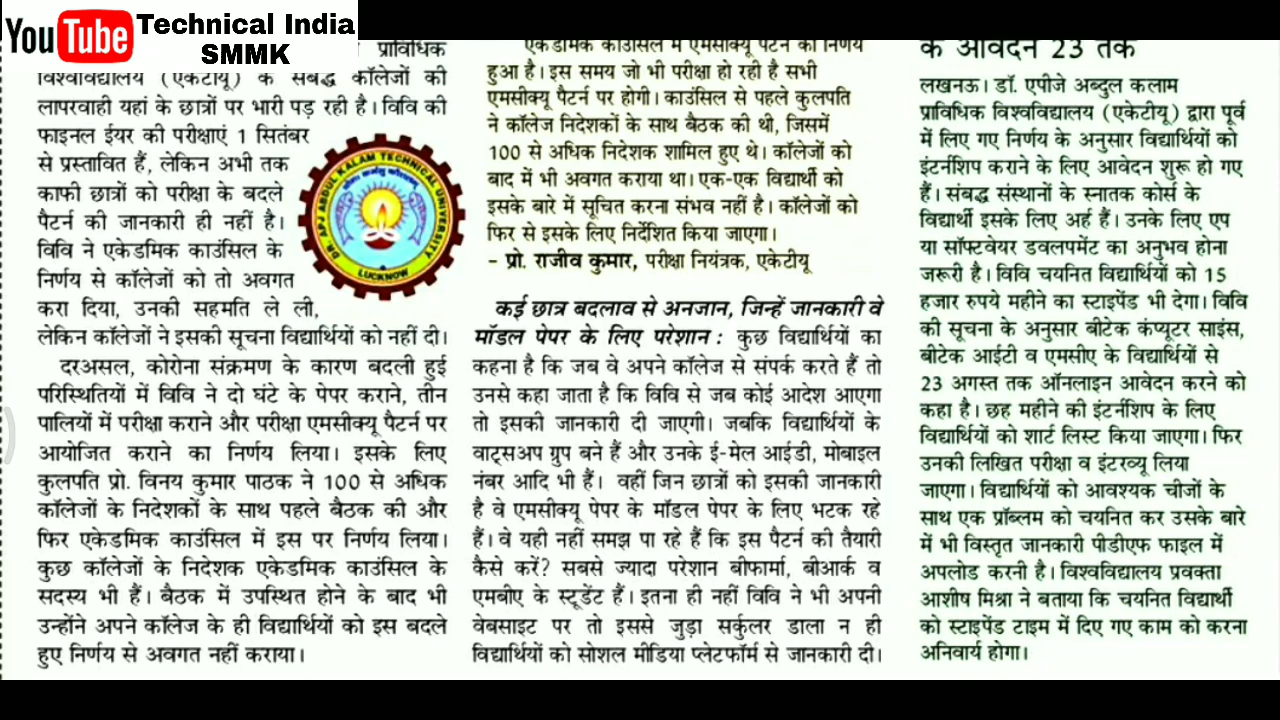 YouTube Technical India
SMMK
प्राविधिक
विश्वविद्यालय (एकेटीयू) के संबद्ध कॉलेजों की
लापरवाही यहां के छात्रों पर भारी पड़ रही है। विवि की
फाइनल ईयर की परीक्षाएं 1 सितंबर
से प्रस्तावित हैं, लेकिन अभी तक
काफी छात्रों को परीक्षा के बदले
पैटर्न की जानकारी ही नहीं है।
विवि ने एकेडमिक काउंसिल के
निर्णय से कॉलेजों को तो अवगत
करा दिया, उनकी सहमति ले ली,
लेकिन कॉलेजों ने इसकी सूचना विद्यार्थियों को नहीं दी।
दरअसल, कोरोना संक्रमण के कारण बदली हुई
परिस्थितियों में विवि ने दो घंटे के पेपर कराने, तीन
पालियों में परीक्षा कराने और परीक्षा एमसीक्यू पैटर्न पर
आयोजित कराने का निर्णय लिया। इसके लिए
कुलपति प्रो. विनय कुमार पाठक ने 100 से अधिक
कॉलेजों के निदेशकों के साथ पहले बैठक की और
फिर एकेडमिक काउंसिल में इस पर निर्णय लिया।
कुछ कॉलेजों के निदेशक एकेडमिक काउंसिल के
सदस्य भी हैं। बैठक में उपस्थित होने के बाद भी
उन्होंने अपने कॉलेज के ही विद्यार्थियों को इस बदले
हुए निर्णय से अवगत नहीं कराया।
DR. APJ ABDUL KALAM TECHNICAL UNIVERSITY
LUCKNOW
एकेडमिक काउंसिल में एमसीक्यू पैटर्न का निर्णय
हुआ है। इस समय जो भी परीक्षा हो रही है सभी
एमसीक्यू पैटर्न पर होगी। काउंसिल से पहले कुलपति
ने कॉलेज निदेशकों के साथ बैठक की थी, जिसमें
100 से अधिक निदेशक शामिल हुए थे। कॉलेजों को
बाद में भी अवगत कराया था। एक-एक विद्यार्थी को
इसके बारे में सूचित करना संभव नहीं है। कॉलेजों को
फिर से इसके लिए निर्देशित किया जाएगा।
– प्रो. राजीव कुमार, परीक्षा नियंत्रक, एकेटीयू
कई छात्र बदलाव से अनजान, जिन्हें जानकारी वे
मॉडल पेपर के लिए परेशान : कुछ विद्यार्थियों का
कहना है कि जब वे अपने कॉलेज से संपर्क करते हैं तो
उनसे कहा जाता है कि विवि से जब कोई आदेश आएगा
तो इसकी जानकारी दी जाएगी। जबकि विद्यार्थियों के
वाट्सअप ग्रुप बने हैं और उनके ई-मेल आईडी, मोबाइल
नंबर आदि भी हैं। वहीं जिन छात्रों को इसकी जानकारी
है वे एमसीक्यू पेपर के मॉडल पेपर के लिए भटक रहे
हैं। वे यही नहीं समझ पा रहे हैं कि इस पैटर्न की तैयारी
कैसे करें? सबसे ज्यादा परेशान बीफार्मा, बीआर्क व
एमबीए के स्टूडेंट हैं। इतना ही नहीं विवि ने भी अपनी
वेबसाइट पर तो इससे जुड़ा सर्कुलर डाला न ही
विद्यार्थियों को सोशल मीडिया प्लेटफॉर्म से जानकारी दी।
के आवेदन 23 तक
लखनऊ। डॉ. एपीजे अब्दुल कलाम
प्राविधिक विश्वविद्यालय (एकेटीयू) द्वारा पूर्व
में लिए गए निर्णय के अनुसार विद्यार्थियों को
इंटर्नशिप कराने के लिए आवेदन शुरू हो गए
हैं। संबद्ध संस्थानों के स्नातक कोर्स के
विद्यार्थी इसके लिए अर्ह हैं। उनके लिए एप
या सॉफ्टवेयर डवलपमेंट का अनुभव होना
जरूरी है। विवि चयनित विद्यार्थियों को 15
हजार रुपये महीने का स्टाइपेंड भी देगा। विवि
की सूचना के अनुसार बीटेक कंप्यूटर साइंस,
बीटेक आईटी व एमसीए के विद्यार्थियों से
23 अगस्त तक ऑनलाइन आवेदन करने को
कहा है। छह महीने की इंटर्नशिप के लिए
विद्यार्थियों को शार्ट लिस्ट किया जाएगा। फिर
उनकी लिखित परीक्षा व इंटरव्यू लिया
जाएगा। विद्यार्थियों को आवश्यक चीजों के
साथ एक प्रॉब्लम को चयनित कर उसके बारे
में भी विस्तृत जानकारी पीडीएफ फाइल में
अपलोड करनी है। विश्वविद्यालय प्रवक्ता
आशीष मिश्रा ने बताया कि चयनित विद्यार्थी
को स्टाइपेंड टाइम में दिए गए काम को करना
अनिवार्य होगा।